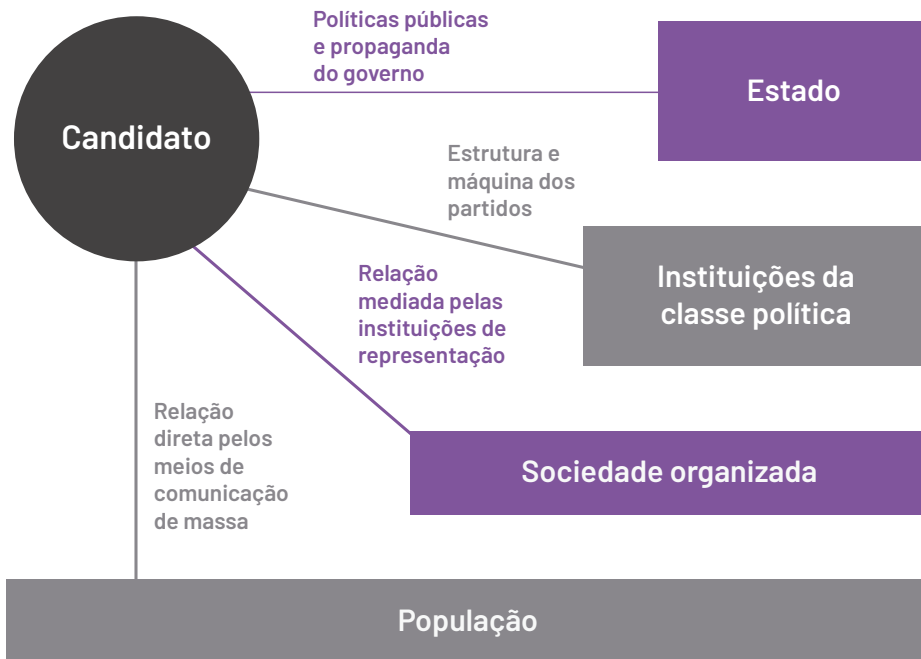 Políticas públicas
e propaganda
do governo
Estado
Candidato
Estrutura e
máquina dos
partidos
Instituições da
classe política
Relação
mediada pelas
instituições de
representação
Relação
direta pelos
meios de
comunicação
de massa
Sociedade organizada
População